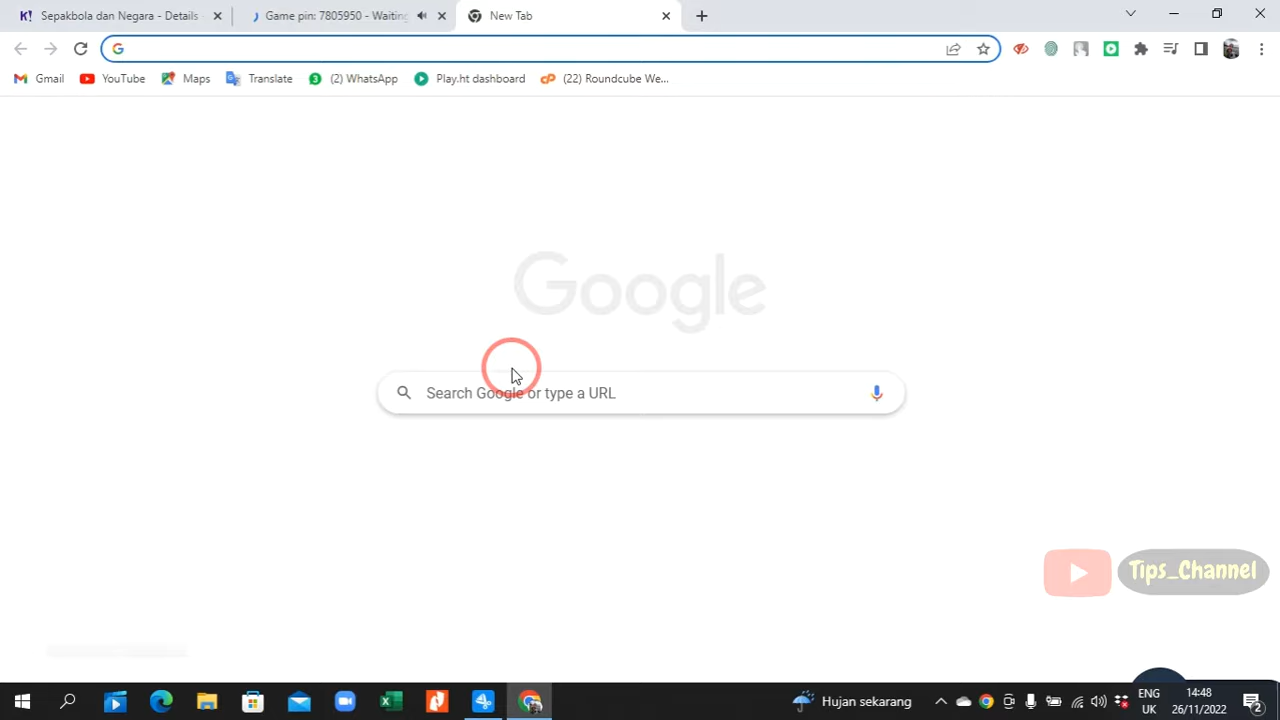 Sepakbola dan Negara - Details
Game pin: 7805950 - Waiting
New Tab
Gmail
YouTube
Maps
Translate
(2) WhatsApp
Play.ht dashboard
(22) Roundcube We...
Google
Search Google or type a URL
Tips_Channel
Hujan sekarang
ENG
UK
14:48
26/11/2022
2